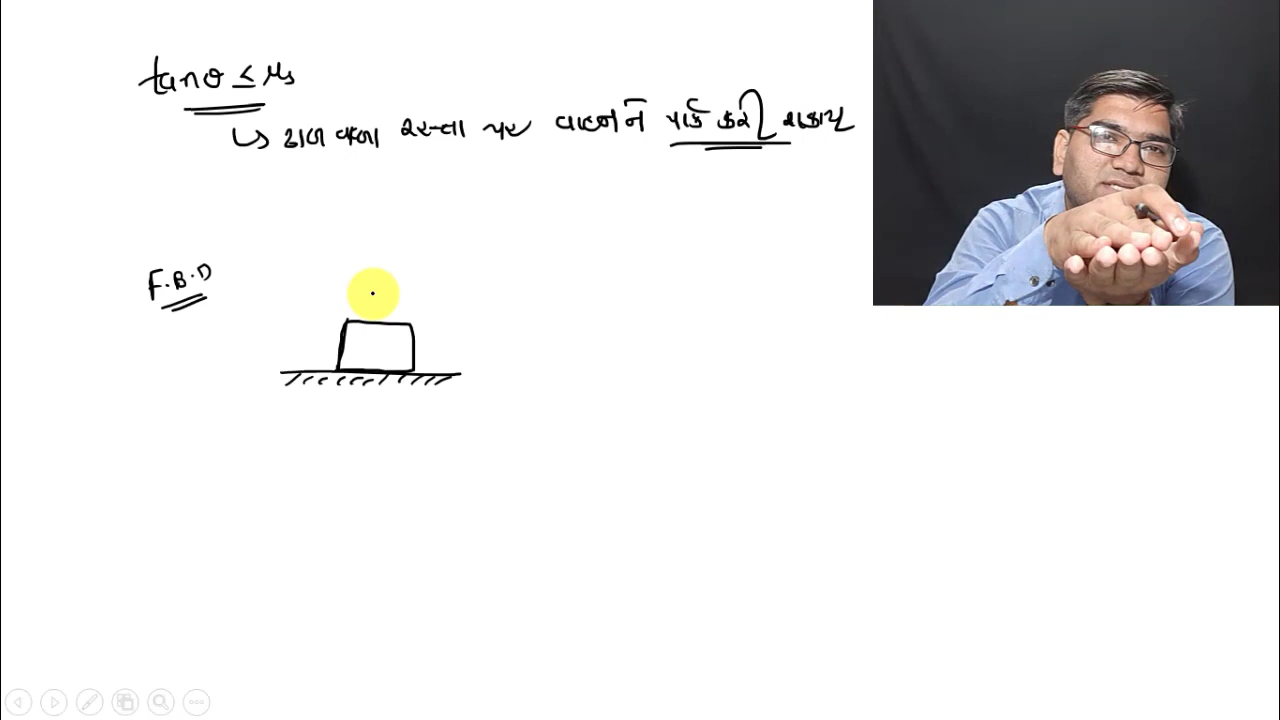 tanθ ≤ μs
↳ ઢાળ વાળા રસ્તા પર વાહનને પાર્ક કરી શકાય
F.B.D